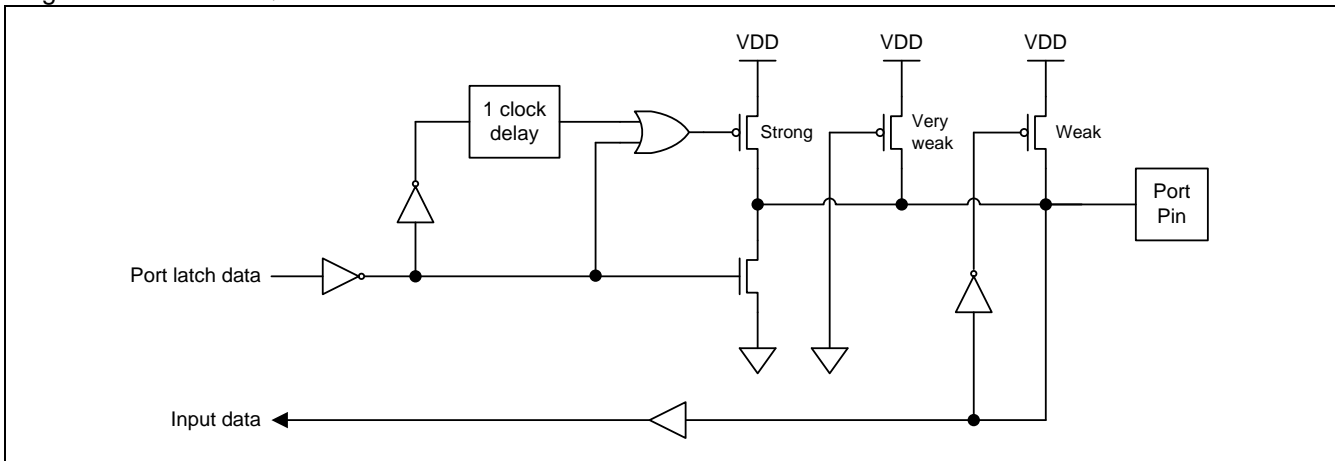 VDD
VDD
VDD
1 clock
delay
Strong
Very
weak
Weak
Port
Pin
Port latch data
Input data